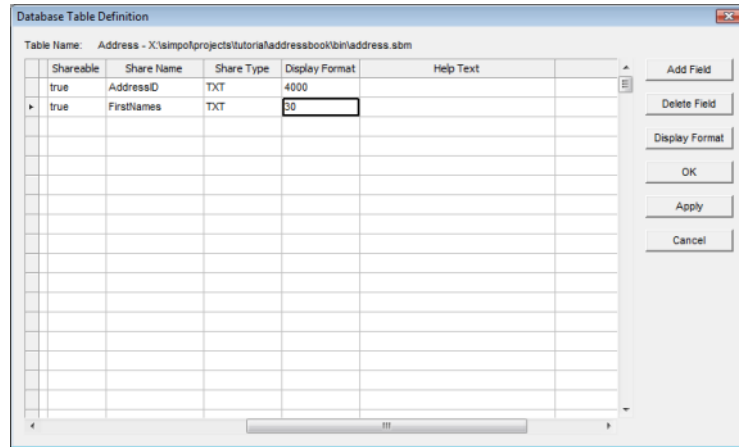 Database Table Definition
Table Name: Address - X:\simpol\projects\tutorial\addressbook\bin\address.sbm
Shareable Share Name Share Type Display Format Help Text
true AddressID TXT 4000
true FirstNames TXT 30
Add Field
Delete Field
Display Format
OK
Apply
Cancel